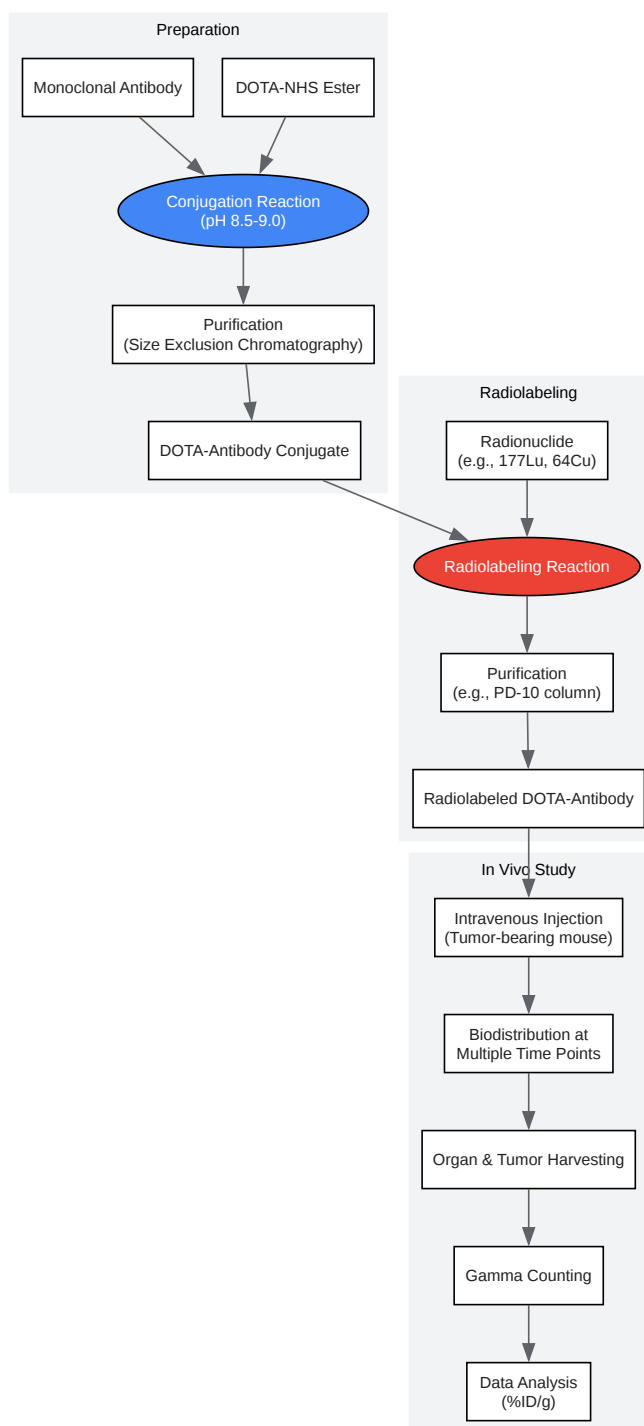 Preparation
Monoclonal Antibody
DOTA-NHS Ester
Conjugation Reaction
(pH 8.5-9.0)
Purification
(Size Exclusion Chromatography)
DOTA-Antibody Conjugate
Radiolabeling
Radionuclide
(e.g., 177Lu, 64Cu)
Radiolabeling Reaction
Purification
(e.g., PD-10 column)
Radiolabeled DOTA-Antibody
In Vivo Study
Intravenous Injection
(Tumor-bearing mouse)
Biodistribution at
Multiple Time Points
Organ & Tumor Harvesting
Gamma Counting
Data Analysis
(%ID/g)